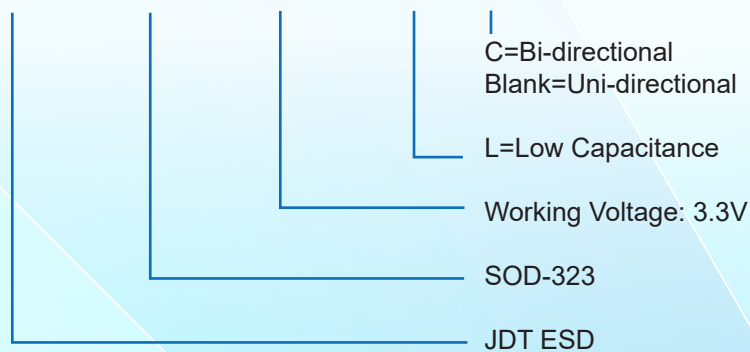 C=Bi-directional
Blank=Uni-directional
L=Low Capacitance
Working Voltage: 3.3V
SOD-323
JDT ESD